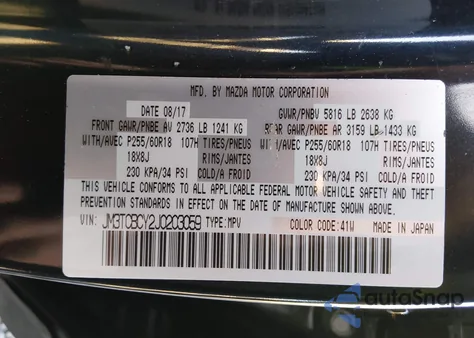 MFD. BY MAZDA MOTOR CORPORATION
DATE 08/17 GVWR/PNBV 5816 LB 2638 KG
FRONT GAWR/PNBE AV 2736 LB 1241 KG REAR GAWR/PNBE AR 3159 LB 1433 KG
WITH/AVEC P255/60R18 107H TIRES/PNEUS WITH/AVEC P255/60R18 107H TIRES/PNEUS
18X8J RIMS/JANTES 18X8J RIMS/JANTES
230 KPA/34 PSI COLD/A FROID 230 KPA/34 PSI COLD/A FROID
THIS VEHICLE CONFORMS TO ALL APPLICABLE FEDERAL MOTOR VEHICLE SAFETY & THEFT
PREVENTION STANDARDS IN EFFECT ON THE DATE OF MANUFACTURE SHOWN ABOVE.
VIN: JM3TCBCY2J0203059 TYPE:MPV COLOR CODE:41W MADE IN JAPAN
autoSnap